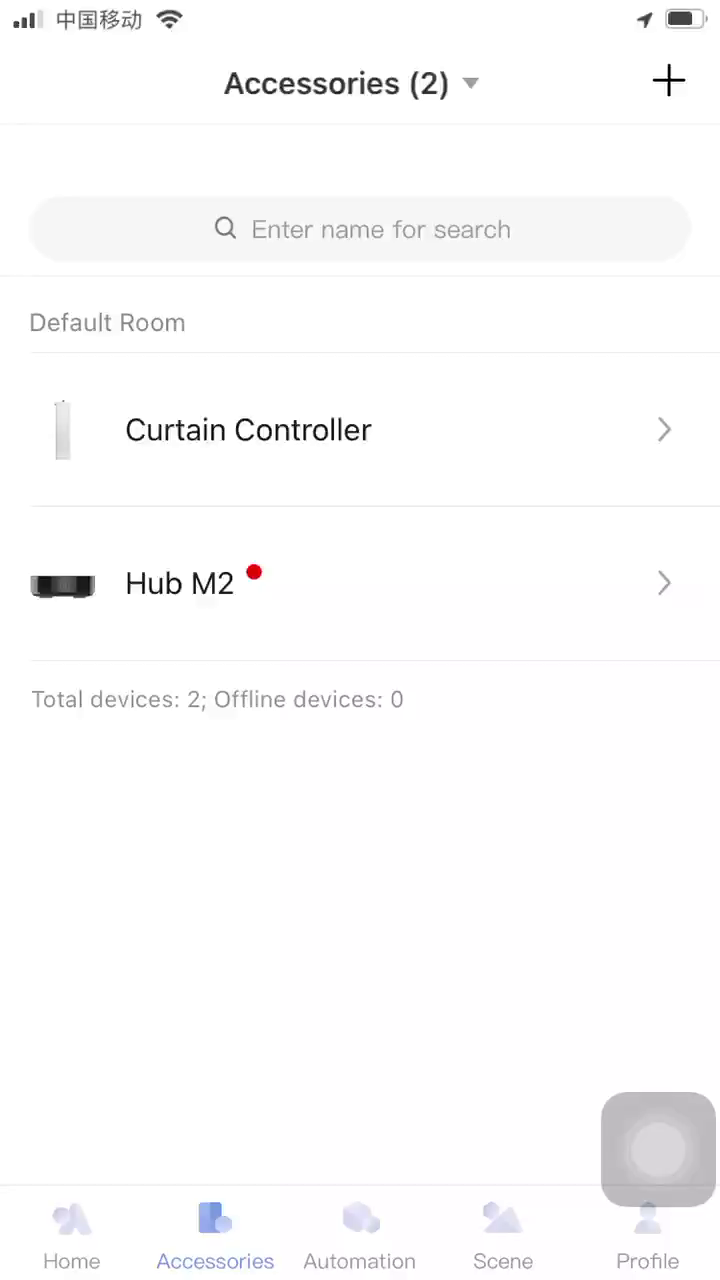 中国移动
Accessories (2)
Enter name for search
Default Room
Curtain Controller
Hub M2
Total devices: 2; Offline devices: 0
Home
Accessories
Automation
Scene
Profile